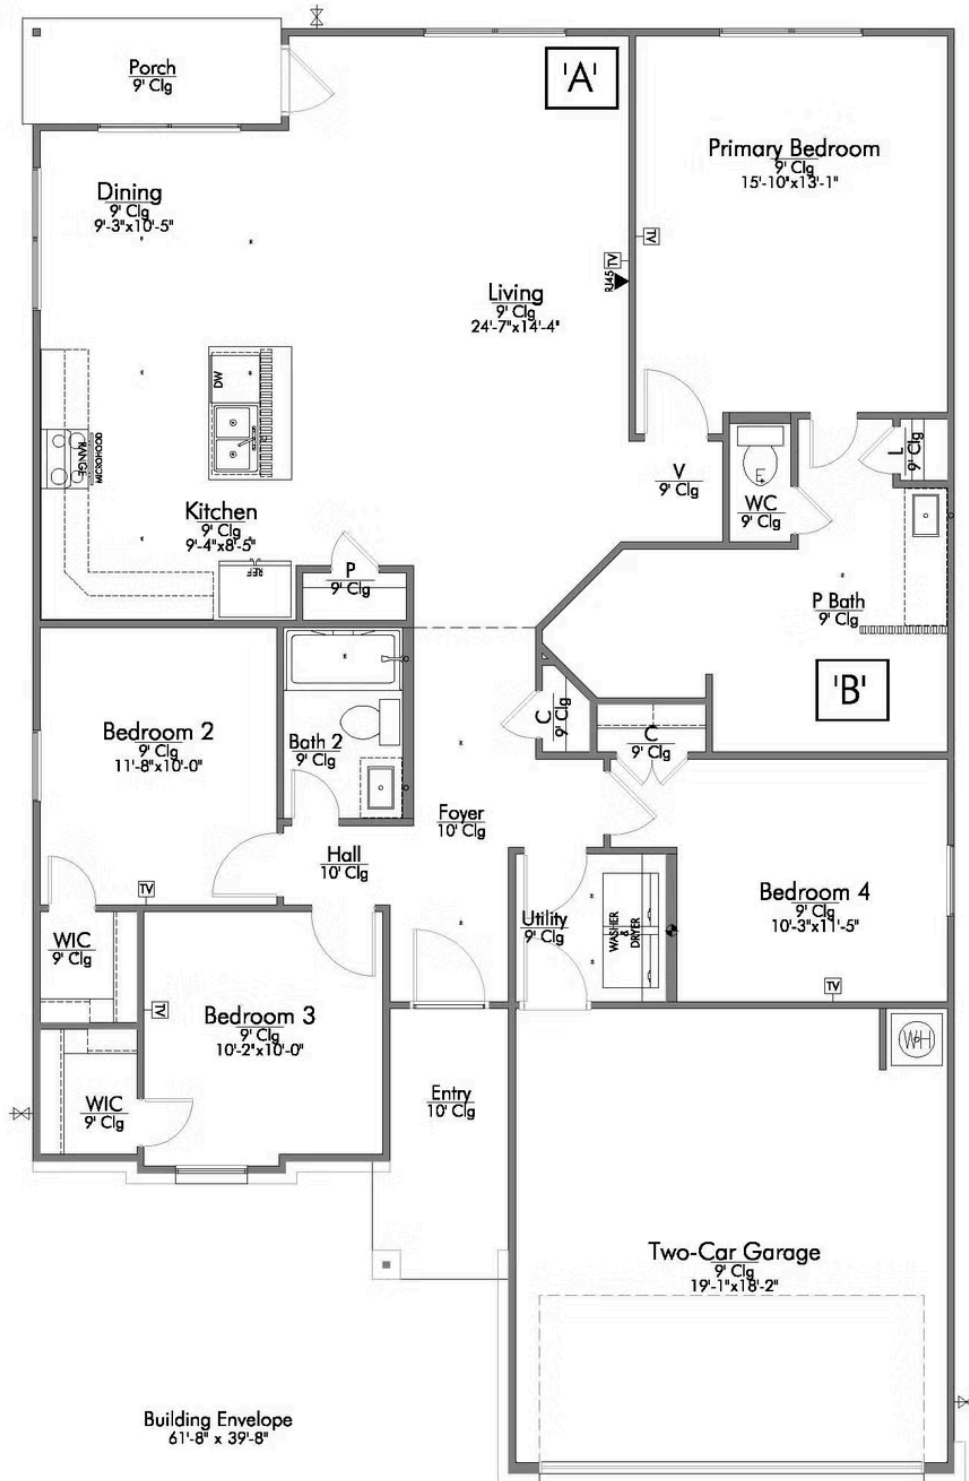 Porch
9' Clg
'A'
Primary Bedroom
9' Clg
15'-10"x13'-1"
Dining
9' Clg
9'-3"x10'-5"
TV
TV
RJ45
Living
9' Clg
24'-7"x14'-4"
DW
RANGE
MICROHOOD
L
9' Clg
V
9' Clg
WC
9' Clg
Kitchen
9' Clg
9'-4"x8'-5"
REF
P
9' Clg
P Bath
9' Clg
'B'
Bedroom 2
9' Clg
11'-8"x10'-0"
Bath 2
9' Clg
C
9' Clg
C
9' Clg
Foyer
10' Clg
Hall
10' Clg
TV
Bedroom 4
9' Clg
10'-3"x11'-5"
TV
Utility
9' Clg
WASHER
&
DRYER
WIC
9' Clg
TV
Bedroom 3
9' Clg
10'-2"x10'-0"
WH
WIC
9' Clg
Entry
10' Clg
Two-Car Garage
9' Clg
19'-1"x18'-2"
Building Envelope
61'-8" x 39'-8"